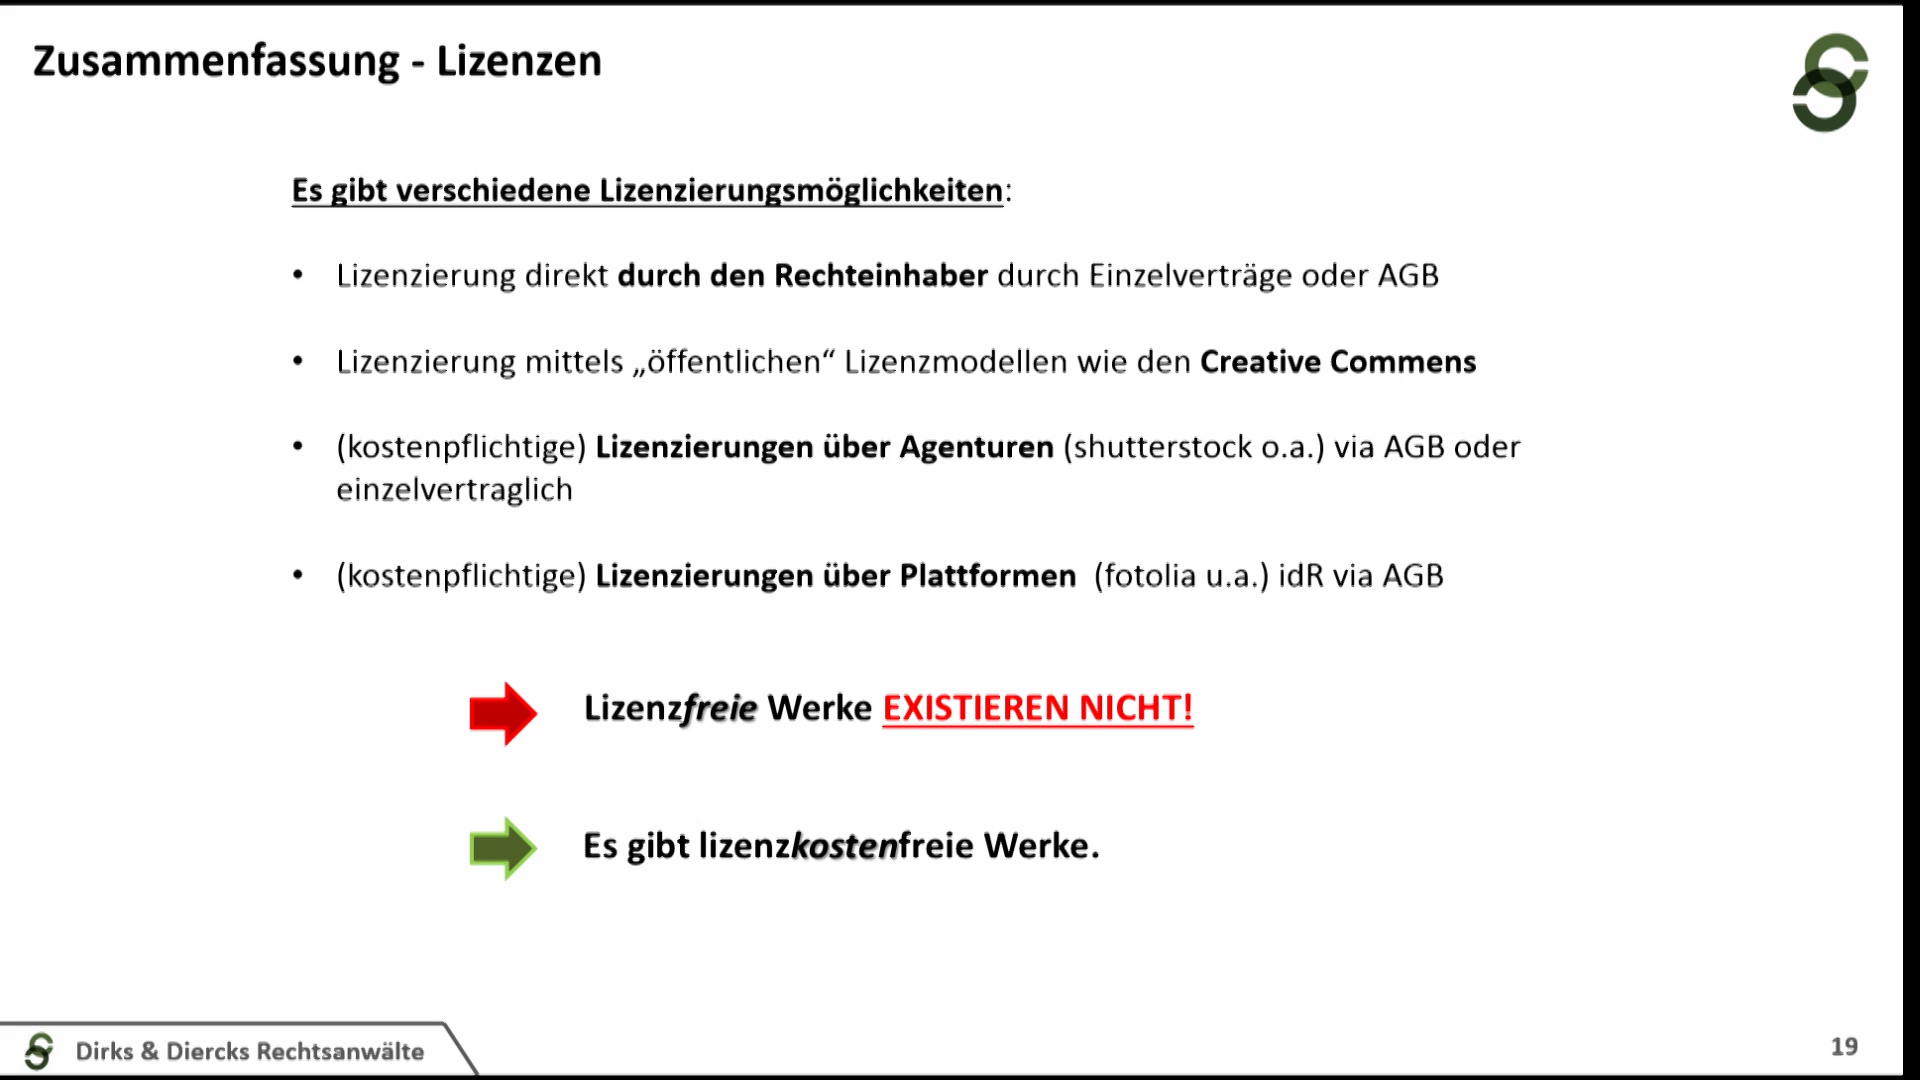 Zusammenfassung - Lizenzen
Es gibt verschiedene Lizenzierungsmöglichkeiten:
• Lizenzierung direkt durch den Rechteinhaber durch Einzelverträge oder AGB
• Lizenzierung mittels „öffentlichen“ Lizenzmodellen wie den Creative Commens
• (kostenpflichtige) Lizenzierungen über Agenturen (shutterstock o.a.) via AGB oder
einzelvertraglich
• (kostenpflichtige) Lizenzierungen über Plattformen (fotolia u.a.) idR via AGB
Lizenzfreie Werke EXISTIEREN NICHT!
Es gibt lizenzkostenfreie Werke.
Dirks & Diercks Rechtsanwälte
19